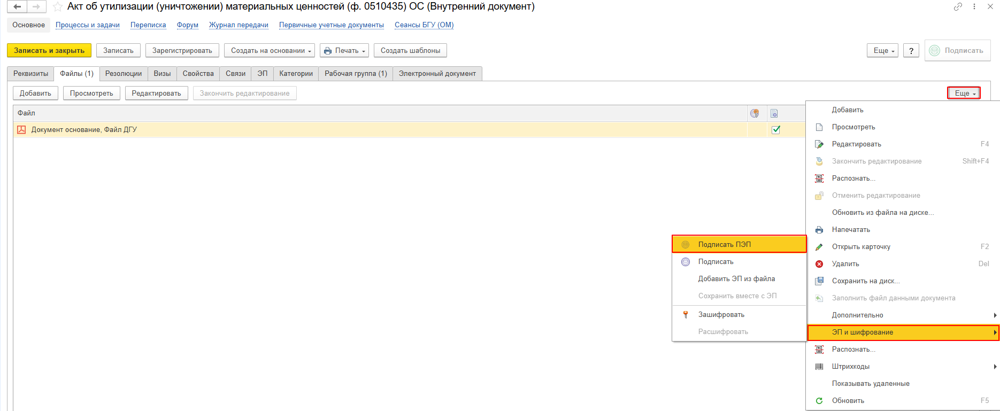 Акт об утилизации (уничтожении) материальных ценностей (ф. 0510435) ОС (Внутренний документ)
Основное Процессы и задачи Переписка Форум Журнал передачи Первичные учетные документы Сеансы БГУ (ОМ)
Записать и закрыть Записать Зарегистрировать Создать на основании Печать Создать шаблоны Еще ? Подписать
Реквизиты Файлы (1) Резолюции Визы Свойства Связи ЭП Категории Рабочая группа (1) Электронный документ
Добавить Просмотреть Редактировать Закончить редактирование Еще
Файл
Документ основание, Файл ДГУ
Добавить
Просмотреть
Редактировать F4
Закончить редактирование Shift+F4
Распознать...
Отменить редактирование
Обновить из файла на диске...
Напечатать
Открыть карточку F2
Удалить Del
Сохранить на диск...
Заполнить файл данными документа
Дополнительно
ЭП и шифрование
Распознать...
Штрихкоды
Показывать удаленные
Обновить F5
Подписать ПЭП
Подписать
Добавить ЭП из файла
Сохранить вместе с ЭП
Зашифровать
Расшифровать